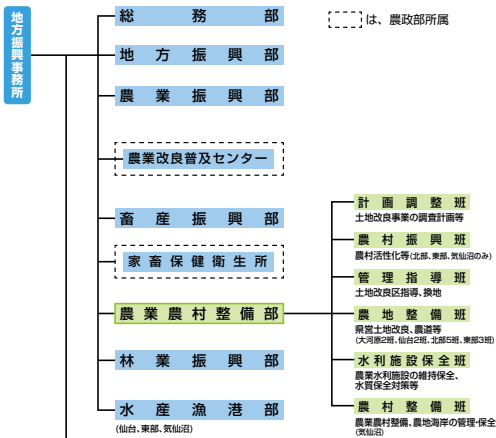 地方振興事務所
は、農政部所属
総務部
地方振興部
農業振興部
農業改良普及センター
畜産振興部
家畜保健衛生所
農業農村整備部
林業振興部
水産漁港部
(仙台、東部、気仙沼)
計画調整班
土地改良事業の調査計画等
農村振興班
農村活性化等(北部、東部、気仙沼のみ)
管理指導班
土地改良区指導、換地
農地整備班
県営土地改良、農道等
(大河原2班、仙台2班、北部5班、東部3班)
水利施設保全班
農業水利施設の維持保全、
水質保全対策等
農村整備班
農業農村整備、農地海岸の管理・保全
(気仙沼)